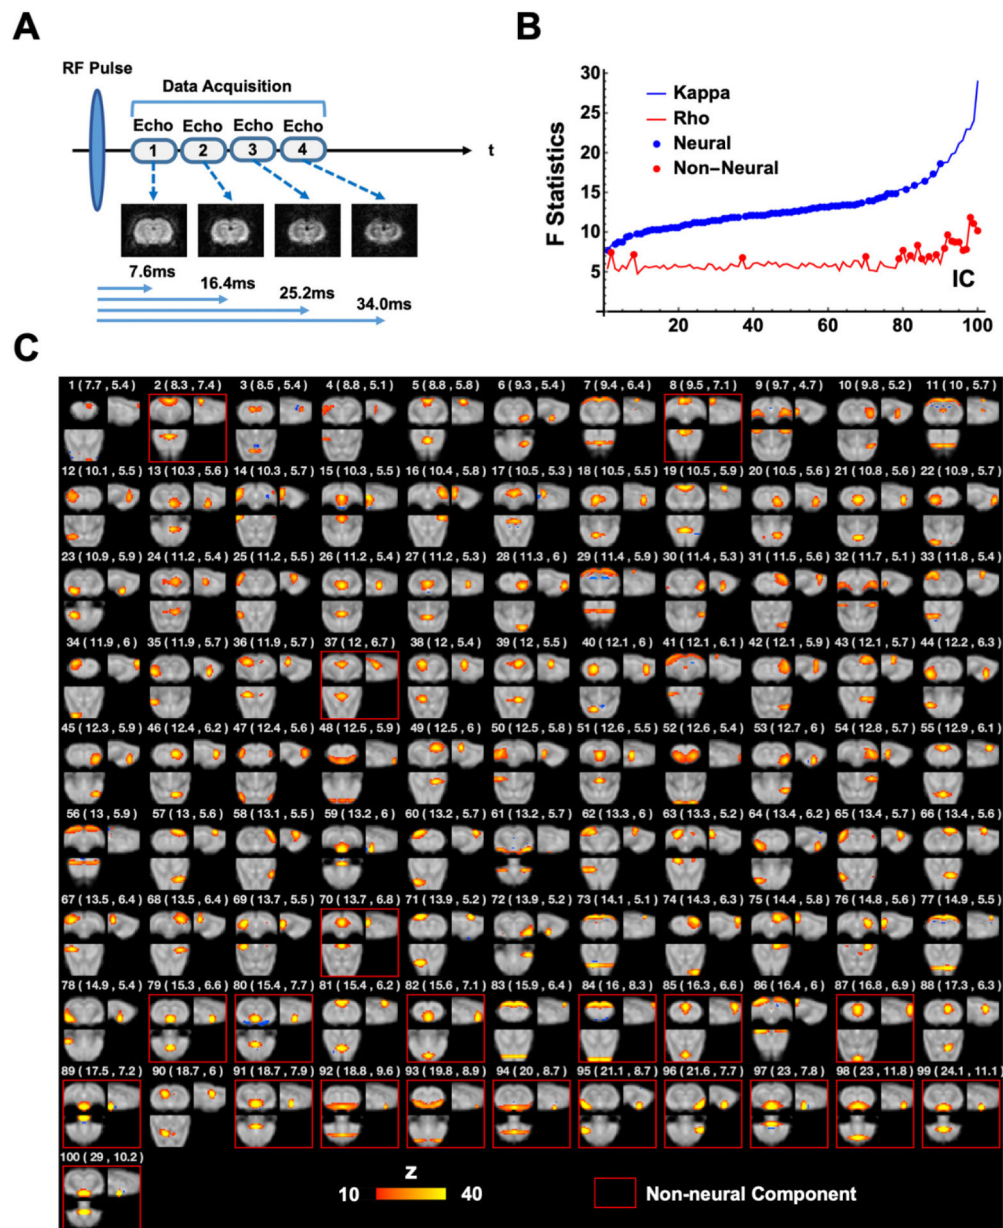 A
RF Pulse
Data Acquisition
Echo Echo Echo Echo
1 2 3 4
t
7.6ms
16.4ms
25.2ms
34.0ms
B
F Statistics
30
25
20
15
10
5
Kappa
Rho
Neural
Non–Neural
IC
20 40 60 80 100
C
1 ( 7.7 , 5.4 ) 2 ( 8.3 , 7.4 ) 3 ( 8.5 , 5.4 ) 4 ( 8.8 , 5.1 ) 5 ( 8.8 , 5.8 ) 6 ( 9.3 , 5.4 ) 7 ( 9.4 , 6.4 ) 8 ( 9.5 , 7.1 ) 9 ( 9.7 , 4.7 ) 10 ( 9.8 , 5.2 ) 11 ( 10 , 5.7 )
12 ( 10.1 , 5.5 ) 13 ( 10.3 , 5.6 ) 14 ( 10.3 , 5.7 ) 15 ( 10.3 , 5.5 ) 16 ( 10.4 , 5.8 ) 17 ( 10.5 , 5.3 ) 18 ( 10.5 , 5.5 ) 19 ( 10.5 , 5.9 ) 20 ( 10.5 , 5.6 ) 21 ( 10.8 , 5.6 ) 22 ( 10.9 , 5.7 )
23 ( 10.9 , 5.9 ) 24 ( 11.2 , 5.4 ) 25 ( 11.2 , 5.5 ) 26 ( 11.2 , 5.4 ) 27 ( 11.2 , 5.3 ) 28 ( 11.3 , 6 ) 29 ( 11.4 , 5.9 ) 30 ( 11.4 , 5.3 ) 31 ( 11.5 , 5.6 ) 32 ( 11.7 , 5.1 ) 33 ( 11.8 , 5.4 )
34 ( 11.9 , 6 ) 35 ( 11.9 , 5.7 ) 36 ( 11.9 , 5.7 ) 37 ( 12 , 6.7 ) 38 ( 12 , 5.4 ) 39 ( 12 , 5.5 ) 40 ( 12.1 , 6 ) 41 ( 12.1 , 6.1 ) 42 ( 12.1 , 5.9 ) 43 ( 12.1 , 5.7 ) 44 ( 12.2 , 6.3 )
45 ( 12.3 , 5.9 ) 46 ( 12.4 , 6.2 ) 47 ( 12.4 , 5.6 ) 48 ( 12.5 , 5.9 ) 49 ( 12.5 , 6 ) 50 ( 12.5 , 5.8 ) 51 ( 12.6 , 5.5 ) 52 ( 12.6 , 5.4 ) 53 ( 12.7 , 6 ) 54 ( 12.8 , 5.7 ) 55 ( 12.9 , 6.1 )
56 ( 13 , 5.9 ) 57 ( 13 , 5.6 ) 58 ( 13.1 , 5.5 ) 59 ( 13.2 , 6 ) 60 ( 13.2 , 5.7 ) 61 ( 13.2 , 5.7 ) 62 ( 13.3 , 6 ) 63 ( 13.3 , 5.2 ) 64 ( 13.4 , 6.2 ) 65 ( 13.4 , 5.7 ) 66 ( 13.4 , 5.6 )
67 ( 13.5 , 6.4 ) 68 ( 13.5 , 6.4 ) 69 ( 13.7 , 5.5 ) 70 ( 13.7 , 6.8 ) 71 ( 13.9 , 5.2 ) 72 ( 13.9 , 5.2 ) 73 ( 14.1 , 5.1 ) 74 ( 14.3 , 6.3 ) 75 ( 14.4 , 5.8 ) 76 ( 14.8 , 5.6 ) 77 ( 14.9 , 5.5 )
78 ( 14.9 , 5.4 ) 79 ( 15.3 , 6.6 ) 80 ( 15.4 , 7.7 ) 81 ( 15.4 , 6.2 ) 82 ( 15.6 , 7.1 ) 83 ( 15.9 , 6.4 ) 84 ( 16 , 8.3 ) 85 ( 16.3 , 6.6 ) 86 ( 16.4 , 6 ) 87 ( 16.8 , 6.9 ) 88 ( 17.3 , 6.3 )
89 ( 17.5 , 7.2 ) 90 ( 18.7 , 6 ) 91 ( 18.7 , 7.9 ) 92 ( 18.8 , 9.6 ) 93 ( 19.8 , 8.9 ) 94 ( 20 , 8.7 ) 95 ( 21.1 , 8.7 ) 96 ( 21.6 , 7.7 ) 97 ( 23 , 7.8 ) 98 ( 23 , 11.8 ) 99 ( 24.1 , 11.1 )
100 ( 29 , 10.2 )
z
10 40
Non-neural Component